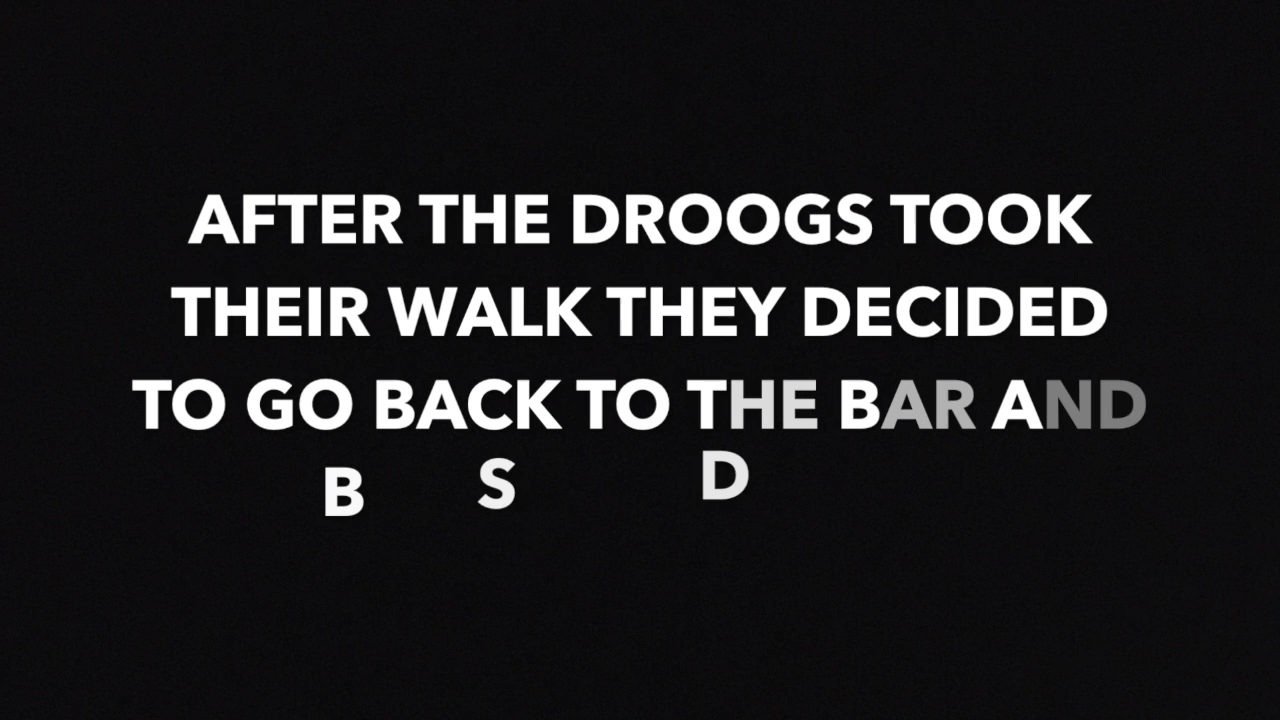 AFTER THE DROOGS TOOK
THEIR WALK THEY DECIDED
TO GO BACK TO THE BAR AND
B S D